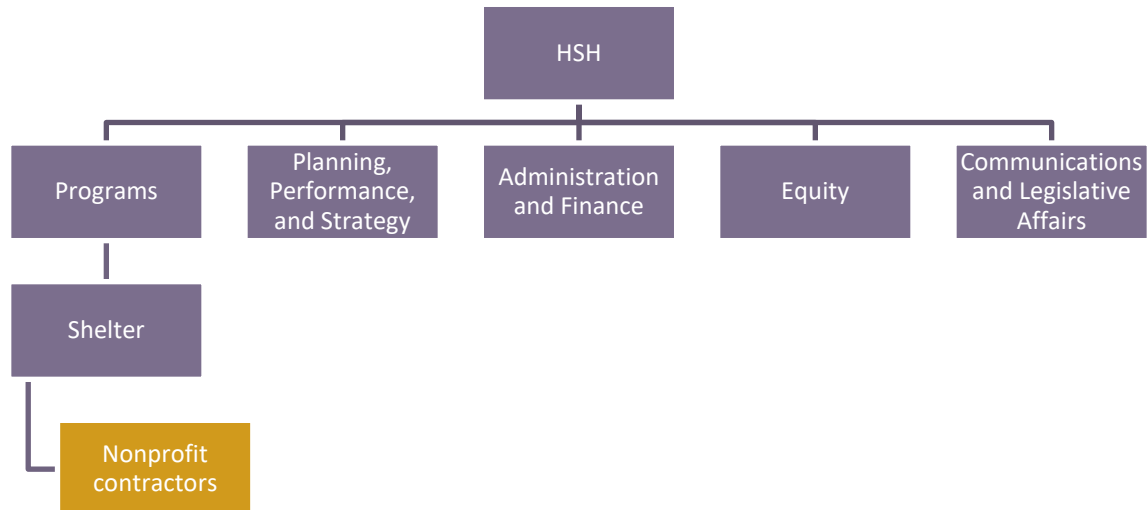 HSH
Programs
Planning,
Performance,
and Strategy
Administration
and Finance
Equity
Communications
and Legislative
Affairs
Shelter
Nonprofit
contractors